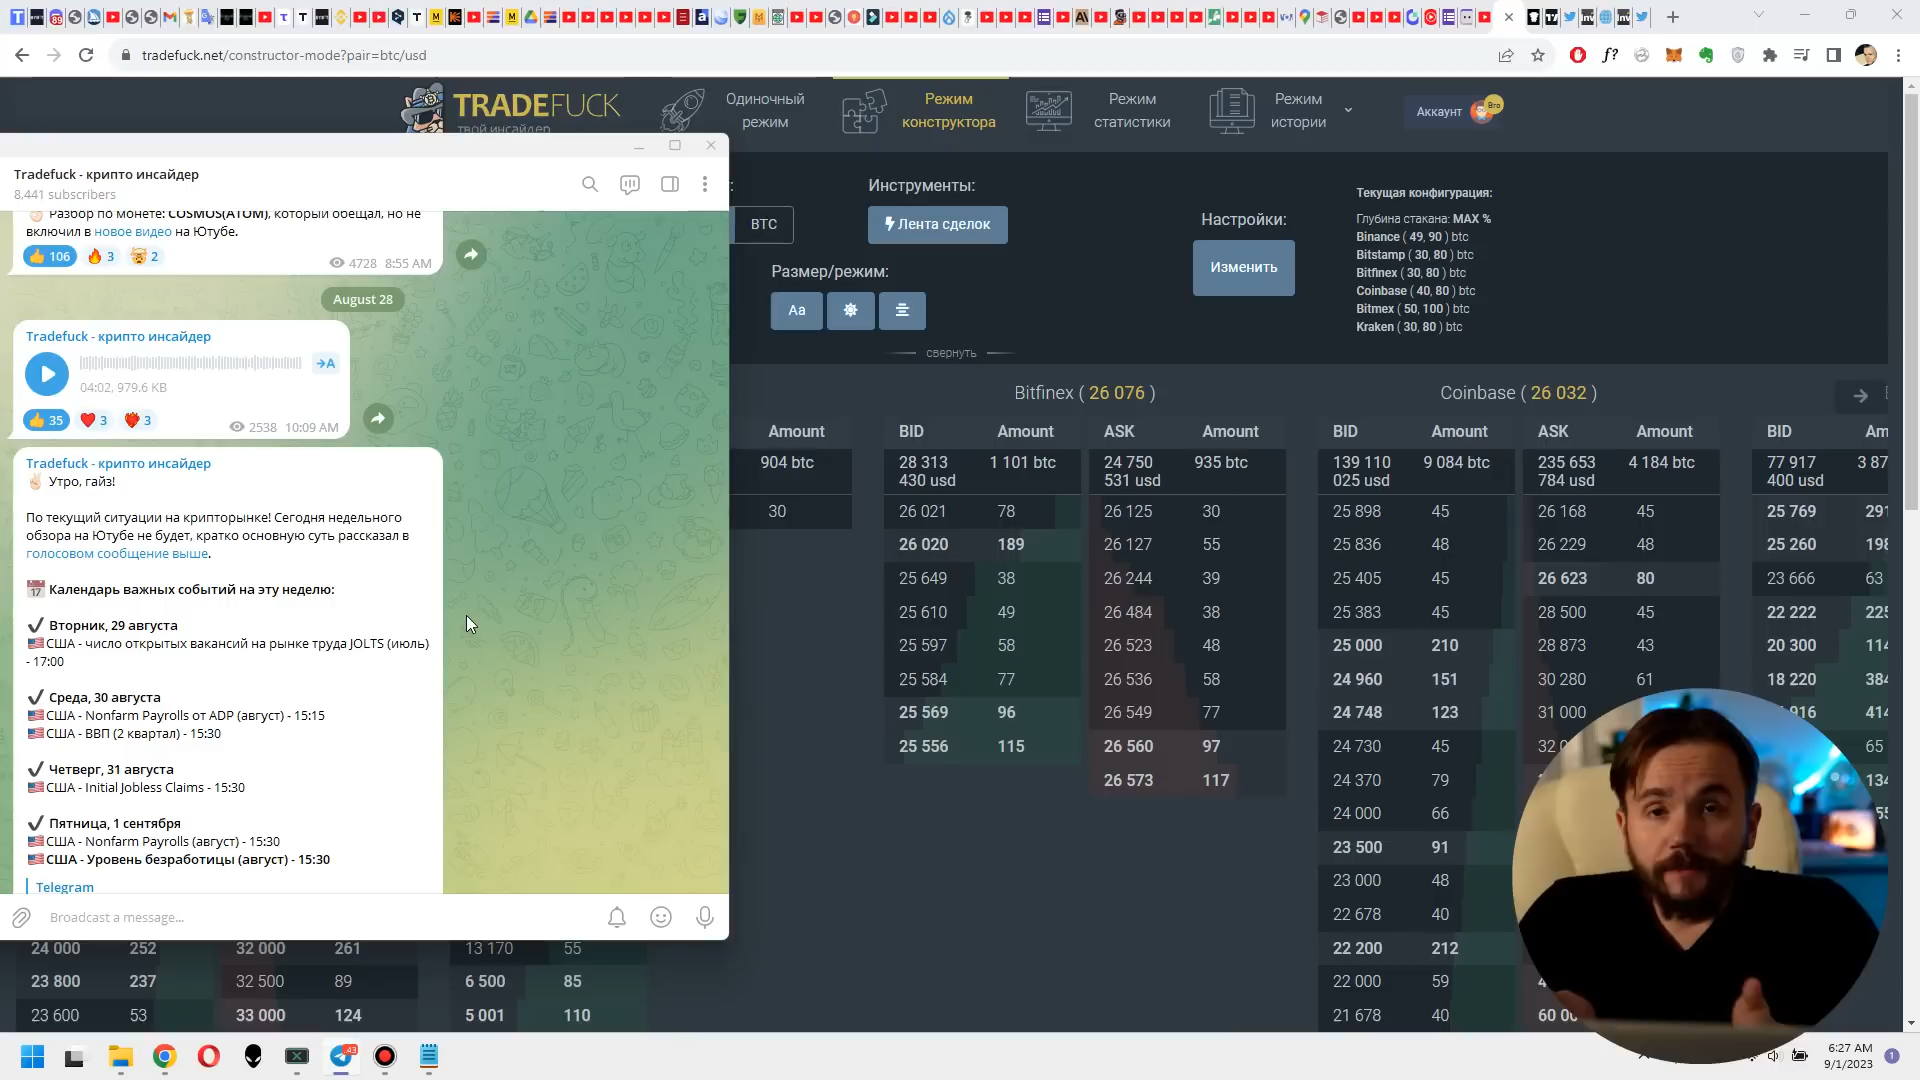 tradefuck.net/constructor-mode?pair=btc/usd
TRADEFUCK
твой инсайдер
Одиночный
режим
Режим
конструктора
Режим
статистики
Режим
истории
Аккаунт
Bro
Tradefuck - крипто инсайдер
8,441 subscribers
Разбор по монете: COSMOS(ATOM), который обещал, но не
включил в новое видео на Ютубе.
106
3
2
4728 8:55 AM
August 28
Tradefuck - крипто инсайдер
→A
04:02, 979.6 KB
35
3
3
2538 10:09 AM
Tradefuck - крипто инсайдер
Утро, гайз!
По текущий ситуации на крипторынке! Сегодня недельного
обзора на Ютубе не будет, кратко основную суть рассказал в
голосовом сообщение выше.
Календарь важных событий на эту неделю:
Вторник, 29 августа
США - число открытых вакансий на рынке труда JOLTS (июль)
- 17:00
Среда, 30 августа
США - Nonfarm Payrolls от ADP (август) - 15:15
США - ВВП (2 квартал) - 15:30
Четверг, 31 августа
США - Initial Jobless Claims - 15:30
Пятница, 1 сентября
США - Nonfarm Payrolls (август) - 15:30
США - Уровень безработицы (август) - 15:30
Telegram
Broadcast a message...
BTC
Инструменты:
Лента сделок
Размер/режим:
Aa
Настройки:
Изменить
Текущая конфигурация:
Глубина стакана: MAX %
Binance ( 49, 90 ) btc
Bitstamp ( 30, 80 ) btc
Bitfinex ( 30, 80 ) btc
Coinbase ( 40, 80 ) btc
Bitmex ( 50, 100 ) btc
Kraken ( 30, 80 ) btc
свернуть
Amount
904 btc
30
Bitfinex ( 26 076 )
BID Amount ASK Amount
28 313 430 usd 1 101 btc 24 750 531 usd 935 btc
26 021 78 26 125 30
26 020 189 26 127 55
25 649 38 26 244 39
25 610 49 26 484 38
25 597 58 26 523 48
25 584 77 26 536 58
25 569 96 26 549 77
25 556 115 26 560 97
26 573 117
Coinbase ( 26 032 )
BID Amount ASK Amount
139 110 025 usd 9 084 btc 235 653 784 usd 4 184 btc
25 898 45 26 168 45
25 836 48 26 229 48
25 405 45 26 623 80
25 383 45 28 500 45
25 000 210 28 873 43
24 960 151 30 280 61
24 748 123 31 000
24 730 45
24 370 79
24 000 66
23 500 91
23 000 48
22 678 40
22 200 212
22 000 59
21 678 40
BID
77 917 400 usd
25 769
25 260
23 666 63
22 222
20 300
18 220
65
24 000 252 32 000 261 13 170 55
23 800 237 32 500 89 6 500 85
23 600 53 33 000 124 5 001 110
43
6:27 AM
9/1/2023
1